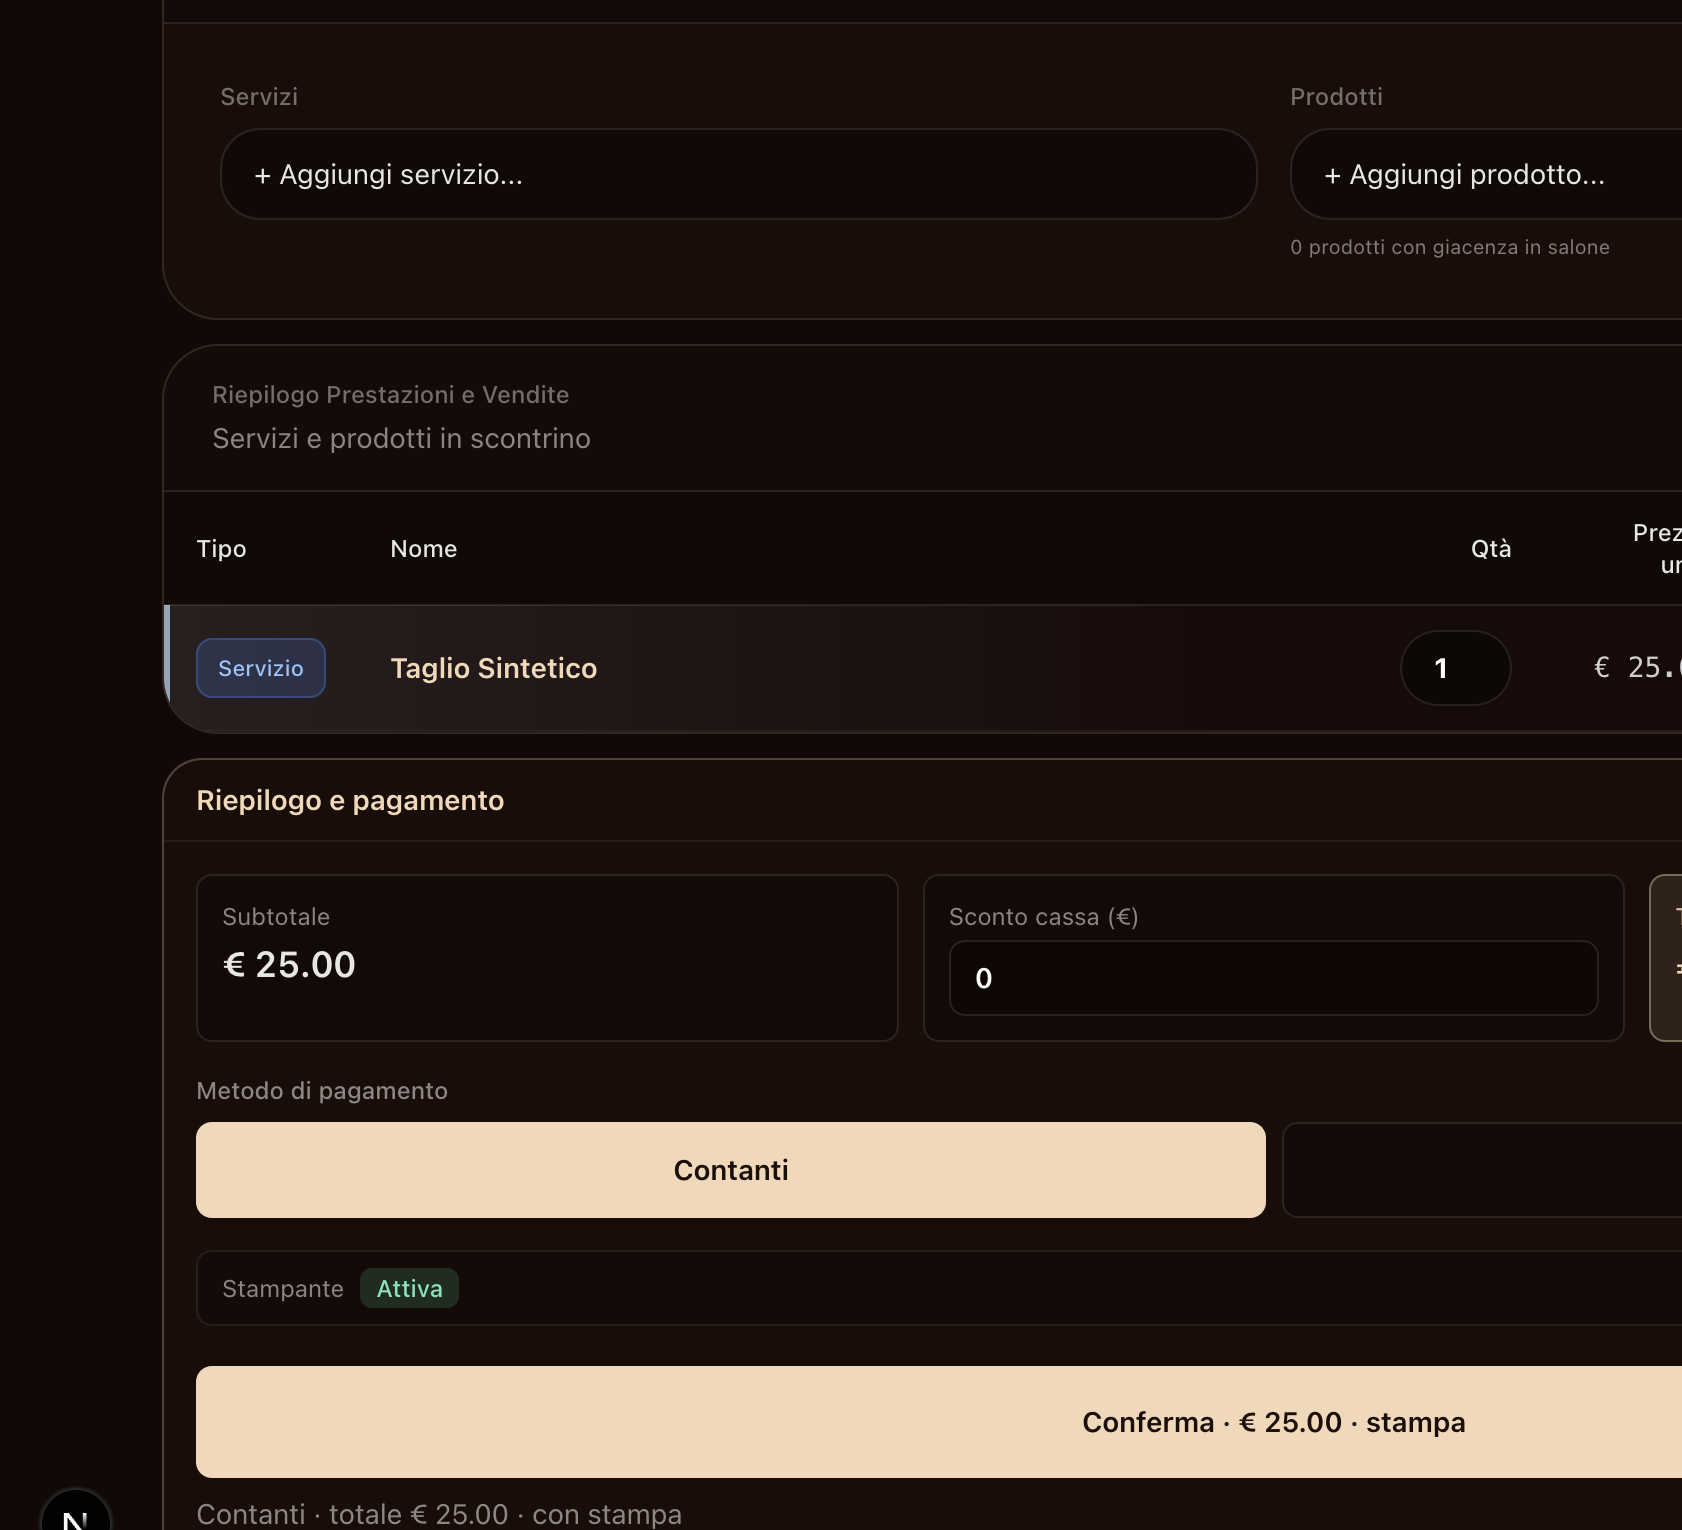 Servizi
Prodotti
+ Aggiungi servizio...
+ Aggiungi prodotto...
0 prodotti con giacenza in salone
Riepilogo Prestazioni e Vendite
Servizi e prodotti in scontrino
Tipo
Nome
Qtà
Servizio
Taglio Sintetico
1
€ 25.
Riepilogo e pagamento
Subtotale
€ 25.00
Sconto cassa (€)
0
Metodo di pagamento
Contanti
Stampante
Attiva
Conferma · € 25.00 · stampa
Contanti · totale € 25.00 · con stampa
N